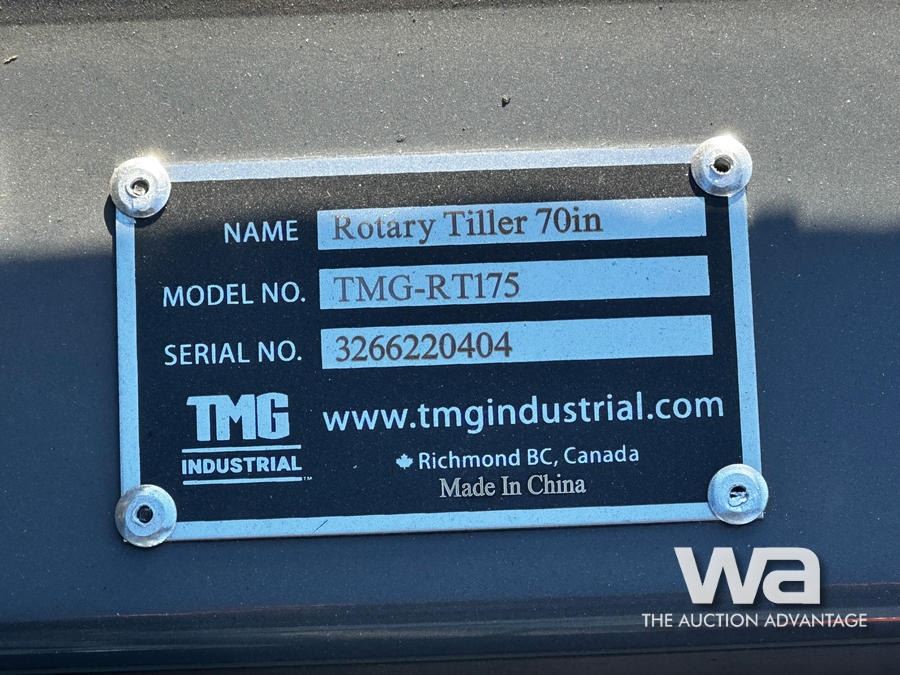 NAME Rotary Tiller 70in
MODEL NO. TMG-RT175
SERIAL NO. 3266220404
TMG
INDUSTRIAL™
www.tmgindustrial.com
Richmond BC, Canada
Made In China
wa
THE AUCTION ADVANTAGE